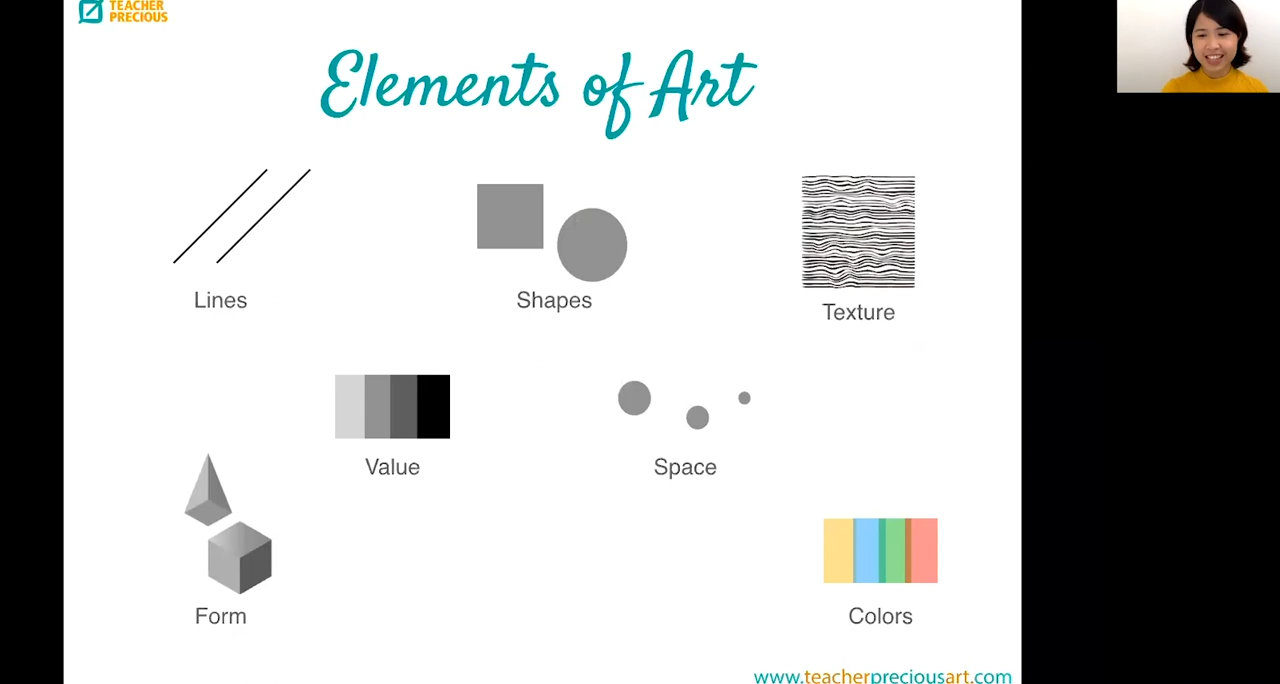 TEACHER
PRECIOUS
Elements of Art
Lines
Shapes
Texture
Value
Space
Form
Colors
www.teacherpreciousart.com